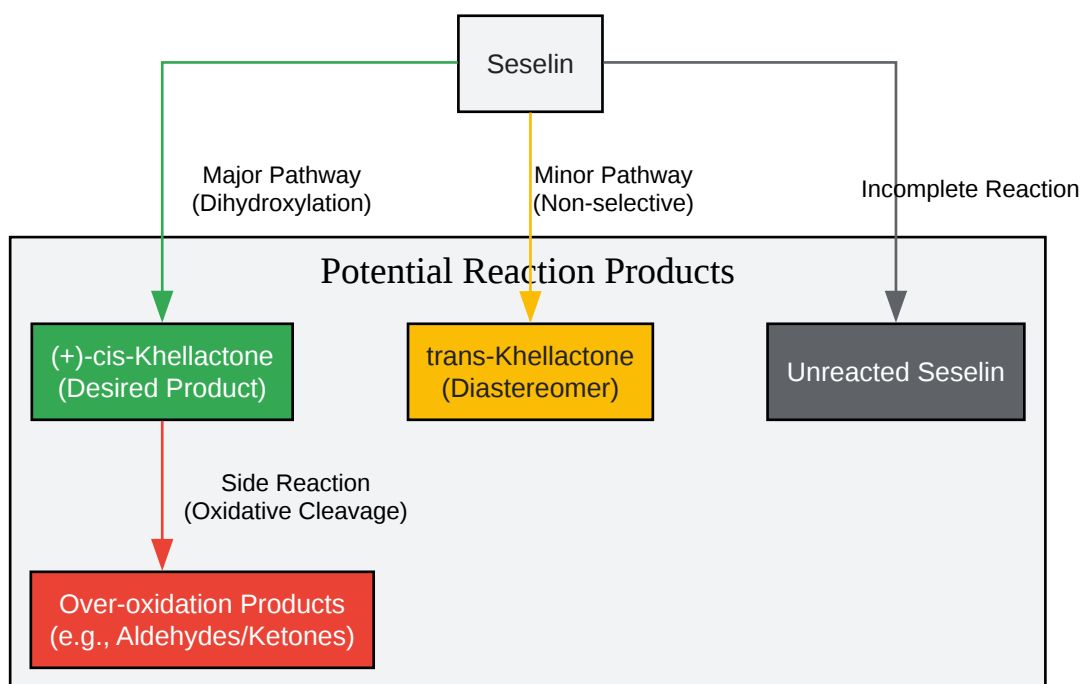 Seselin
Major Pathway
(Dihydroxylation)
Minor Pathway
(Non-selective)
Incomplete Reaction
Potential Reaction Products
(+)-cis-Khellactone
(Desired Product)
trans-Khellactone
(Diastereomer)
Unreacted Seselin
Side Reaction
(Oxidative Cleavage)
Over-oxidation Products
(e.g., Aldehydes/Ketones)